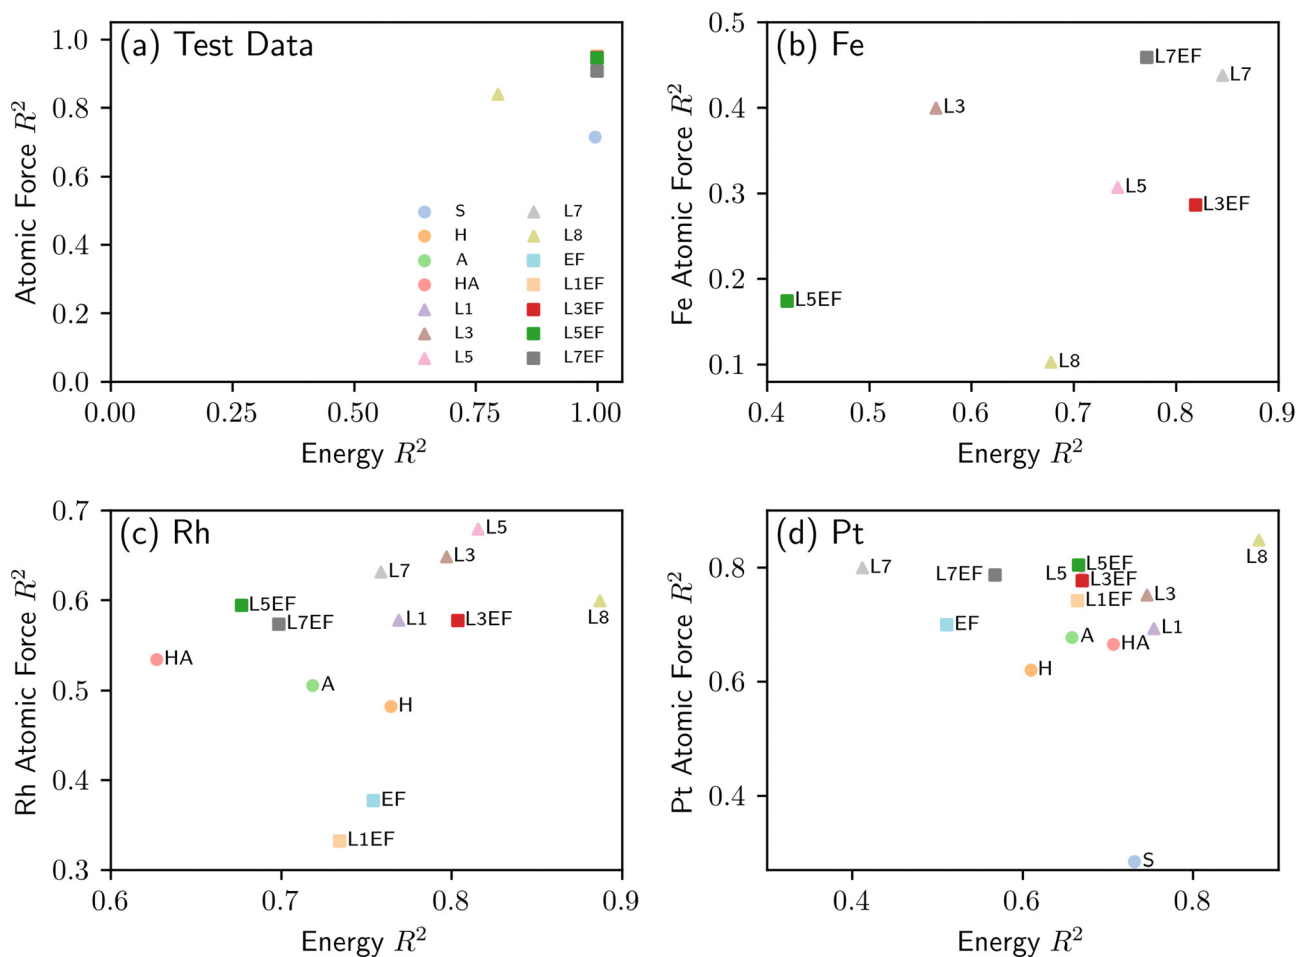 (a) Test Data
Atomic Force R²
1.0
0.8
0.6
0.4
0.2
0.0
S
H
A
HA
L1
L3
L5
L7
L8
EF
L1EF
L3EF
L5EF
L7EF
0.00 0.25 0.50 0.75 1.00
Energy R²
(b) Fe
Fe Atomic Force R²
0.5
0.4
0.3
0.2
0.1
L7EF
L7
L3
L5
L3EF
L5EF
L8
0.4 0.5 0.6 0.7 0.8 0.9
Energy R²
(c) Rh
Rh Atomic Force R²
0.7
0.6
0.5
0.4
0.3
L5
L3
L7
L5EF
L8
L7EF
L1
L3EF
HA
A
H
EF
L1EF
0.6 0.7 0.8 0.9
Energy R²
(d) Pt
Pt Atomic Force R²
0.8
0.6
0.4
L8
L7
L7EF
L5
L5EF
L3EF
L1EF
L3
EF
A
HA
L1
H
S
0.4 0.6 0.8
Energy R²